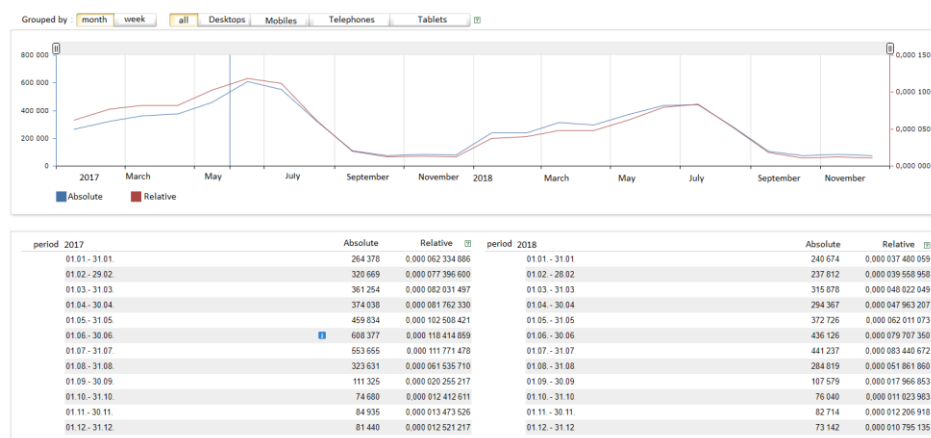 Grouped by : month week all Desktops Mobiles Telephones Tablets ?
800 000 0,000 150
600 000
0,000 100
400 000
0,000 050
200 000
0 0,000 000
2017 March May July September November 2018 March May July September November
Absolute Relative
period 2017 Absolute Relative ? period 2018 Absolute Relative ?
01.01.- 31.01. 264 378 0,000 062 334 886 01.01. - 31.01 240 674 0,000 037 480 059
01.02.- 29.02. 320 669 0,000 077 396 600 01.02. - 28.02 237 812 0,000 039 558 958
01.03.- 31.03. 361 254 0,000 082 031 497 01.03. - 31.03 315 878 0,000 048 022 049
01.04.- 30.04. 374 038 0,000 081 762 330 01.04. - 30.04 294 367 0,000 047 963 207
01.05.- 31.05. 459 834 0,000 102 508 421 01.05. - 31.05 372 726 0,000 062 011 073
01.06.- 30.06. i 608 377 0,000 118 414 859 01.06. - 30.06 436 126 0,000 079 707 350
01.07.- 31.07. 553 655 0,000 111 771 478 01.07. - 31.07 441 237 0,000 083 440 672
01.08.- 31.08. 323 631 0,000 061 535 710 01.08. - 31.08 284 819 0,000 051 861 860
01.09.- 30.09. 111 325 0,000 020 255 217 01.09. - 30.09 107 579 0,000 017 966 853
01.10.- 31.10. 74 680 0,000 012 412 611 01.10. - 31.10 76 040 0,000 011 023 983
01.11.- 30.11. 84 935 0,000 013 473 526 01.11. - 30.11. 82 714 0,000 012 206 918
01.12.- 31.12. 81 440 0,000 012 521 217 01.12. - 31.12 73 142 0,000 010 795 135